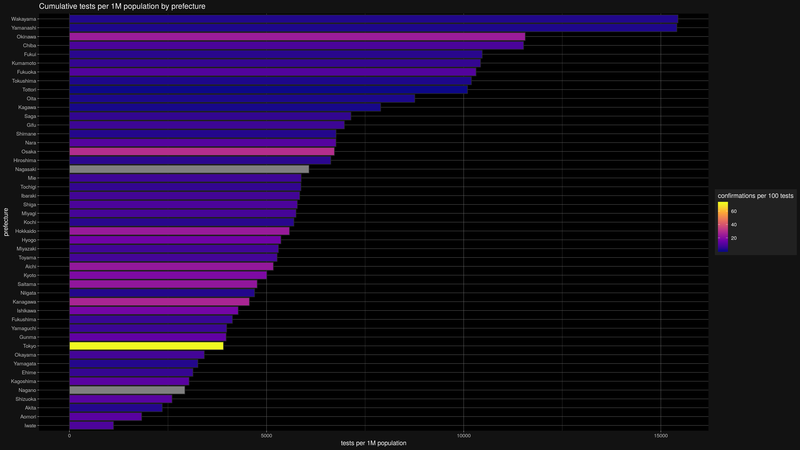 Cumulative tests per 1M population by prefecture
prefecture
Wakayama
Yamanashi
Okinawa
Chiba
Fukui
Kumamoto
Fukuoka
Tokushima
Tottori
Oita
Kagawa
Saga
Gifu
Shimane
Nara
Osaka
Hiroshima
Nagasaki
Mie
Tochigi
Ibaraki
Shiga
Miyagi
Kochi
Hokkaido
Hyogo
Miyazaki
Toyama
Aichi
Kyoto
Saitama
Niigata
Kanagawa
Ishikawa
Fukushima
Yamaguchi
Gunma
Tokyo
Okayama
Yamagata
Ehime
Kagoshima
Nagano
Shizuoka
Akita
Aomori
Iwate
0 5000 10000 15000
tests per 1M population
confirmations per 100 tests
60
40
20